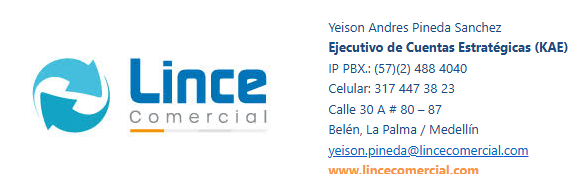 Lince
Comercial
Yeison Andres Pineda Sanchez
Ejecutivo de Cuentas Estratégicas (KAE)
IP PBX.: (57)(2) 488 4040
Celular: 317 447 38 23
Calle 30 A # 80 – 87
Belén, La Palma / Medellín
yeison.pineda@lincecomercial.com
www.lincecomercial.com